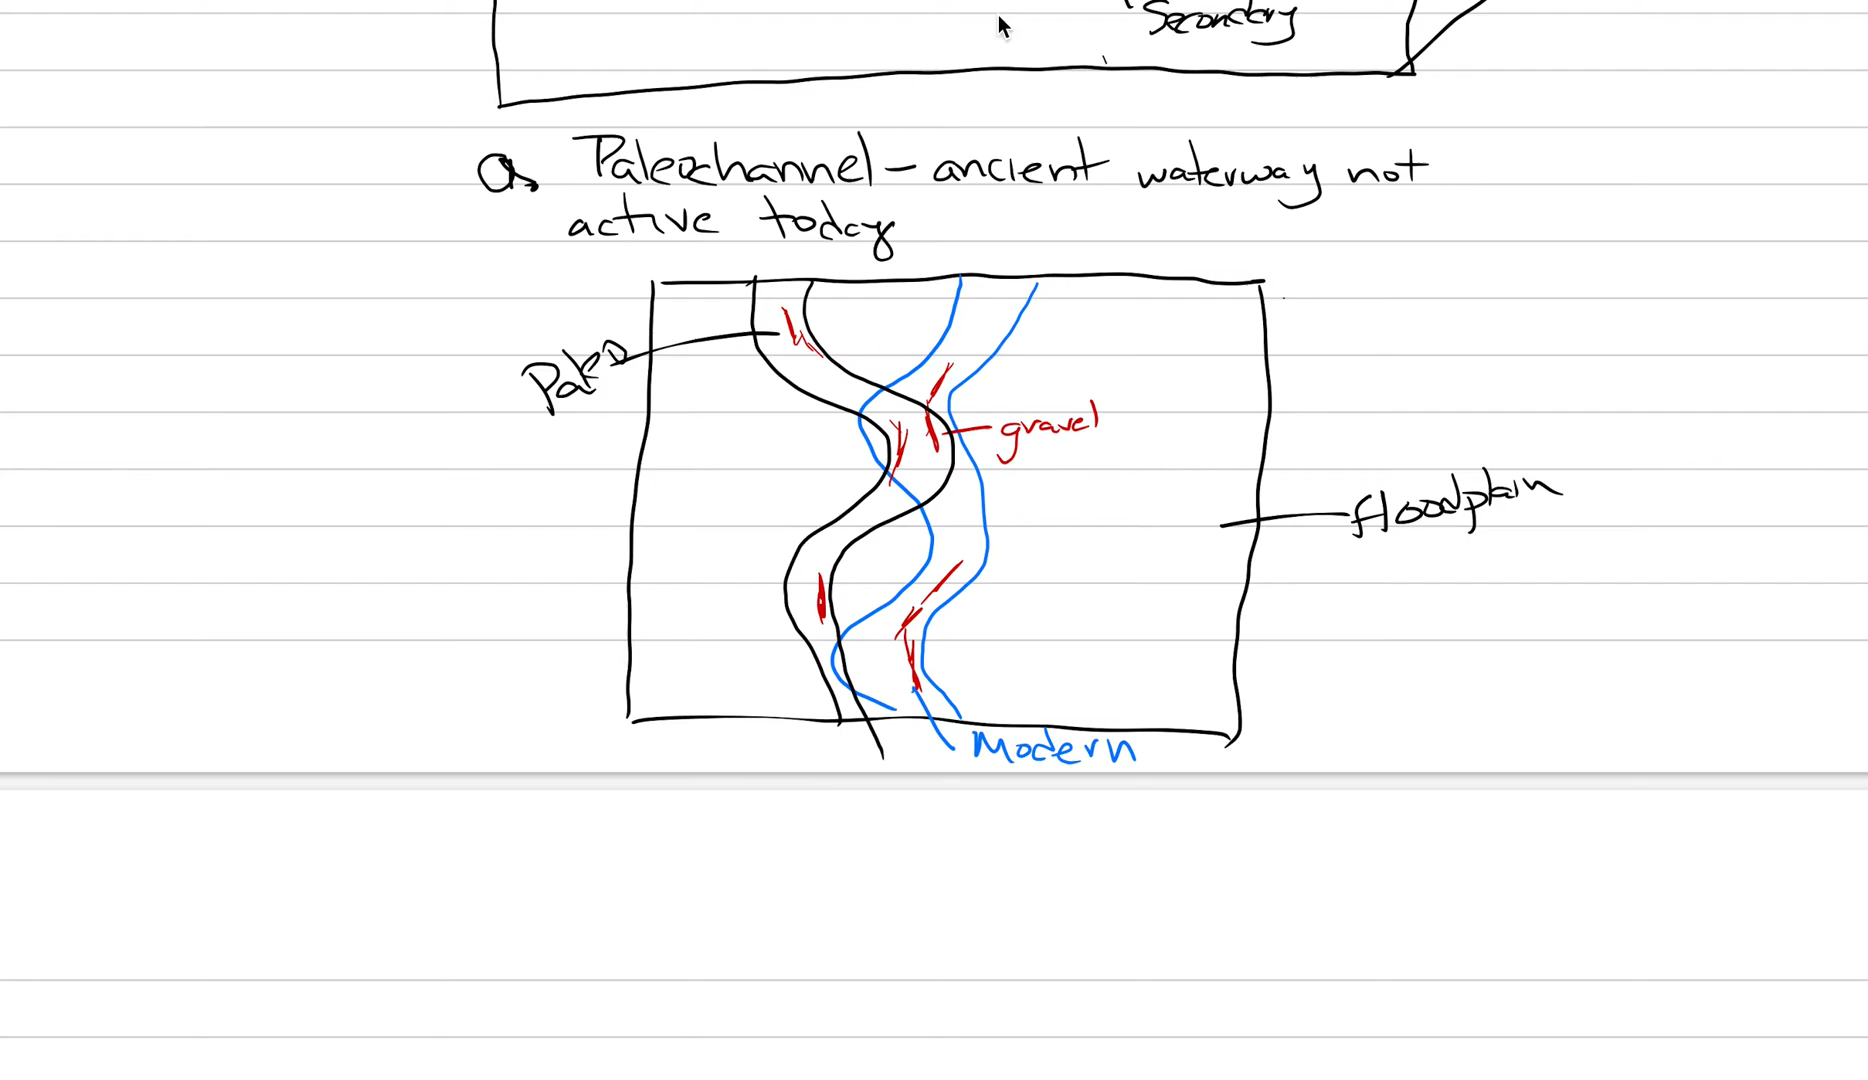 Secondary
a. Paleochannel - ancient waterway not
active today
Paleo
gravel
floodplain
Modern